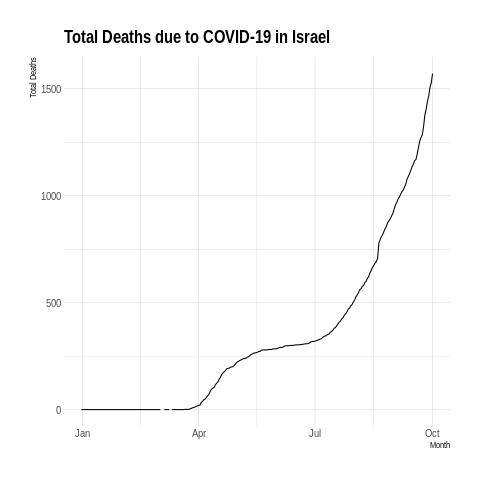 Total Deaths due to COVID-19 in Israel
Total Deaths
1500
1000
500
0
Jan Apr Jul Oct
Month